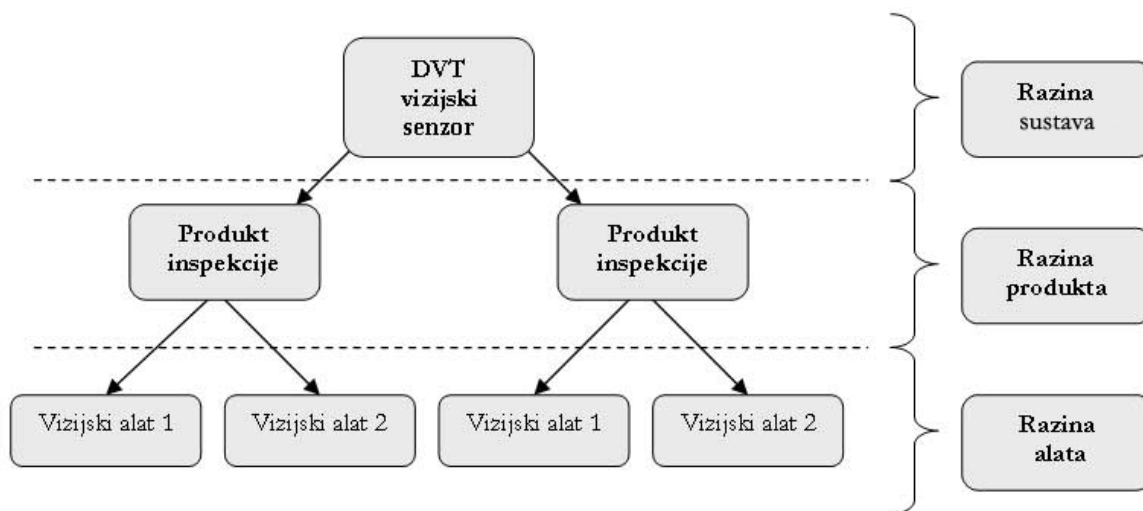 DVT
vizijski
senzor
Razina
sustava
Produkt
inspekcije
Produkt
inspekcije
Razina
produkta
Vizijski alat 1
Vizijski alat 2
Vizijski alat 1
Vizijski alat 2
Razina
alata